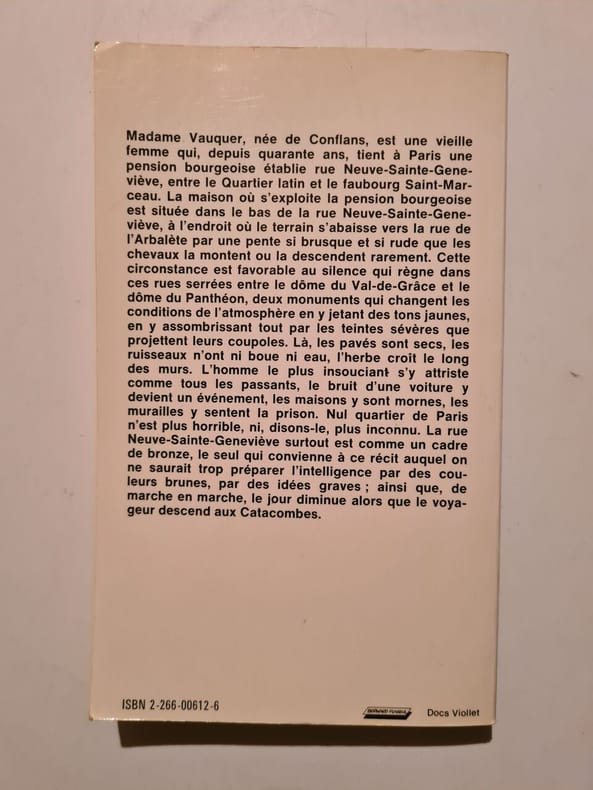 Madame Vauquer, née de Conflans, est une vieille
femme qui, depuis quarante ans, tient à Paris une
pension bourgeoise établie rue Neuve-Sainte-Gene-
viève, entre le Quartier latin et le faubourg Saint-Mar-
ceau. La maison où s'exploite la pension bourgeoise
est située dans le bas de la rue Neuve-Sainte-Gene-
viève, à l'endroit où le terrain s'abaisse vers la rue de
l'Arbalète par une pente si brusque et si rude que les
chevaux la montent ou la descendent rarement. Cette
circonstance est favorable au silence qui règne dans
ces rues serrées entre le dôme du Val-de-Grâce et le
dôme du Panthéon, deux monuments qui changent les
conditions de l'atmosphère en y jetant des tons jaunes,
en y assombrissant tout par les teintes sévères que
projettent leurs coupoles. Là, les pavés sont secs, les
ruisseaux n'ont ni boue ni eau, l'herbe croît le long
des murs. L'homme le plus insouciant s'y attriste
comme tous les passants, le bruit d'une voiture y
devient un événement, les maisons y sont mornes, les
murailles y sentent la prison. Nul quartier de Paris
n'est plus horrible, ni, disons-le, plus inconnu. La rue
Neuve-Sainte-Geneviève surtout est comme un cadre
de bronze, le seul qui convienne à ce récit auquel on
ne saurait trop préparer l'intelligence par des cou-
leurs brunes, par des idées graves ; ainsi que, de
marche en marche, le jour diminue alors que le voya-
geur descend aux Catacombes.
ISBN 2-266-00612-6
Docs Viollet